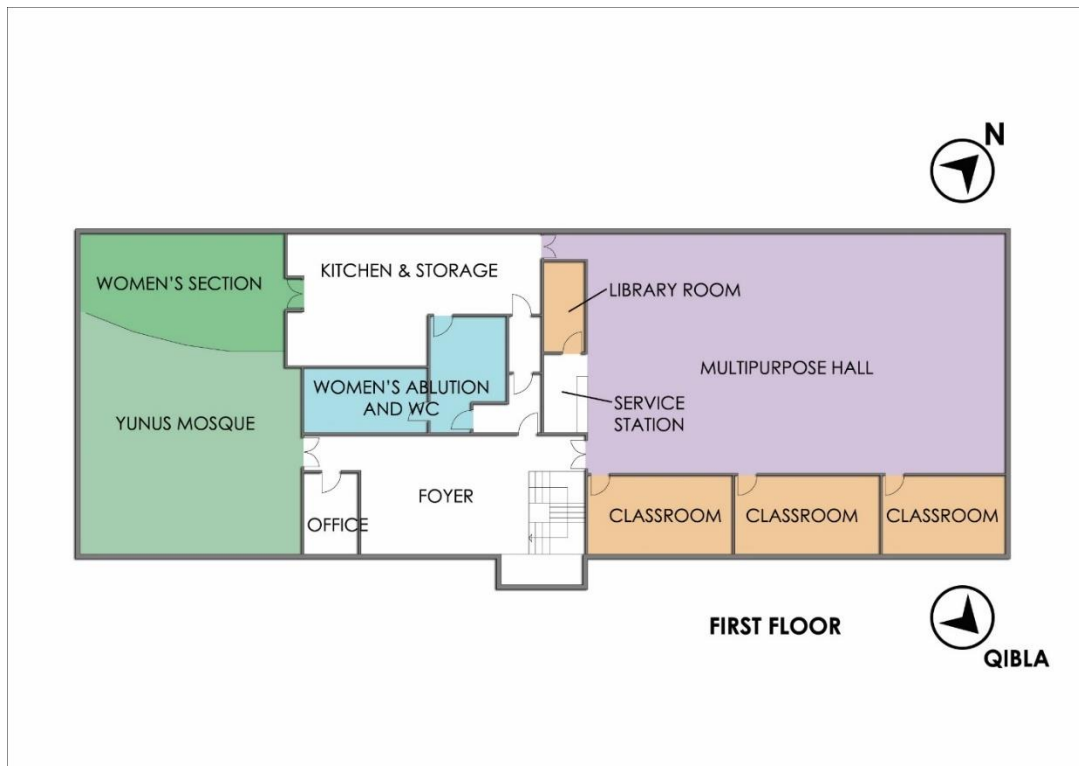 N
WOMEN'S SECTION
KITCHEN & STORAGE
LIBRARY ROOM
MULTIPURPOSE HALL
WOMEN'S ABLUTION
AND WC
SERVICE
STATION
YUNUS MOSQUE
FOYER
OFFICE
CLASSROOM
CLASSROOM
CLASSROOM
FIRST FLOOR
QIBLA